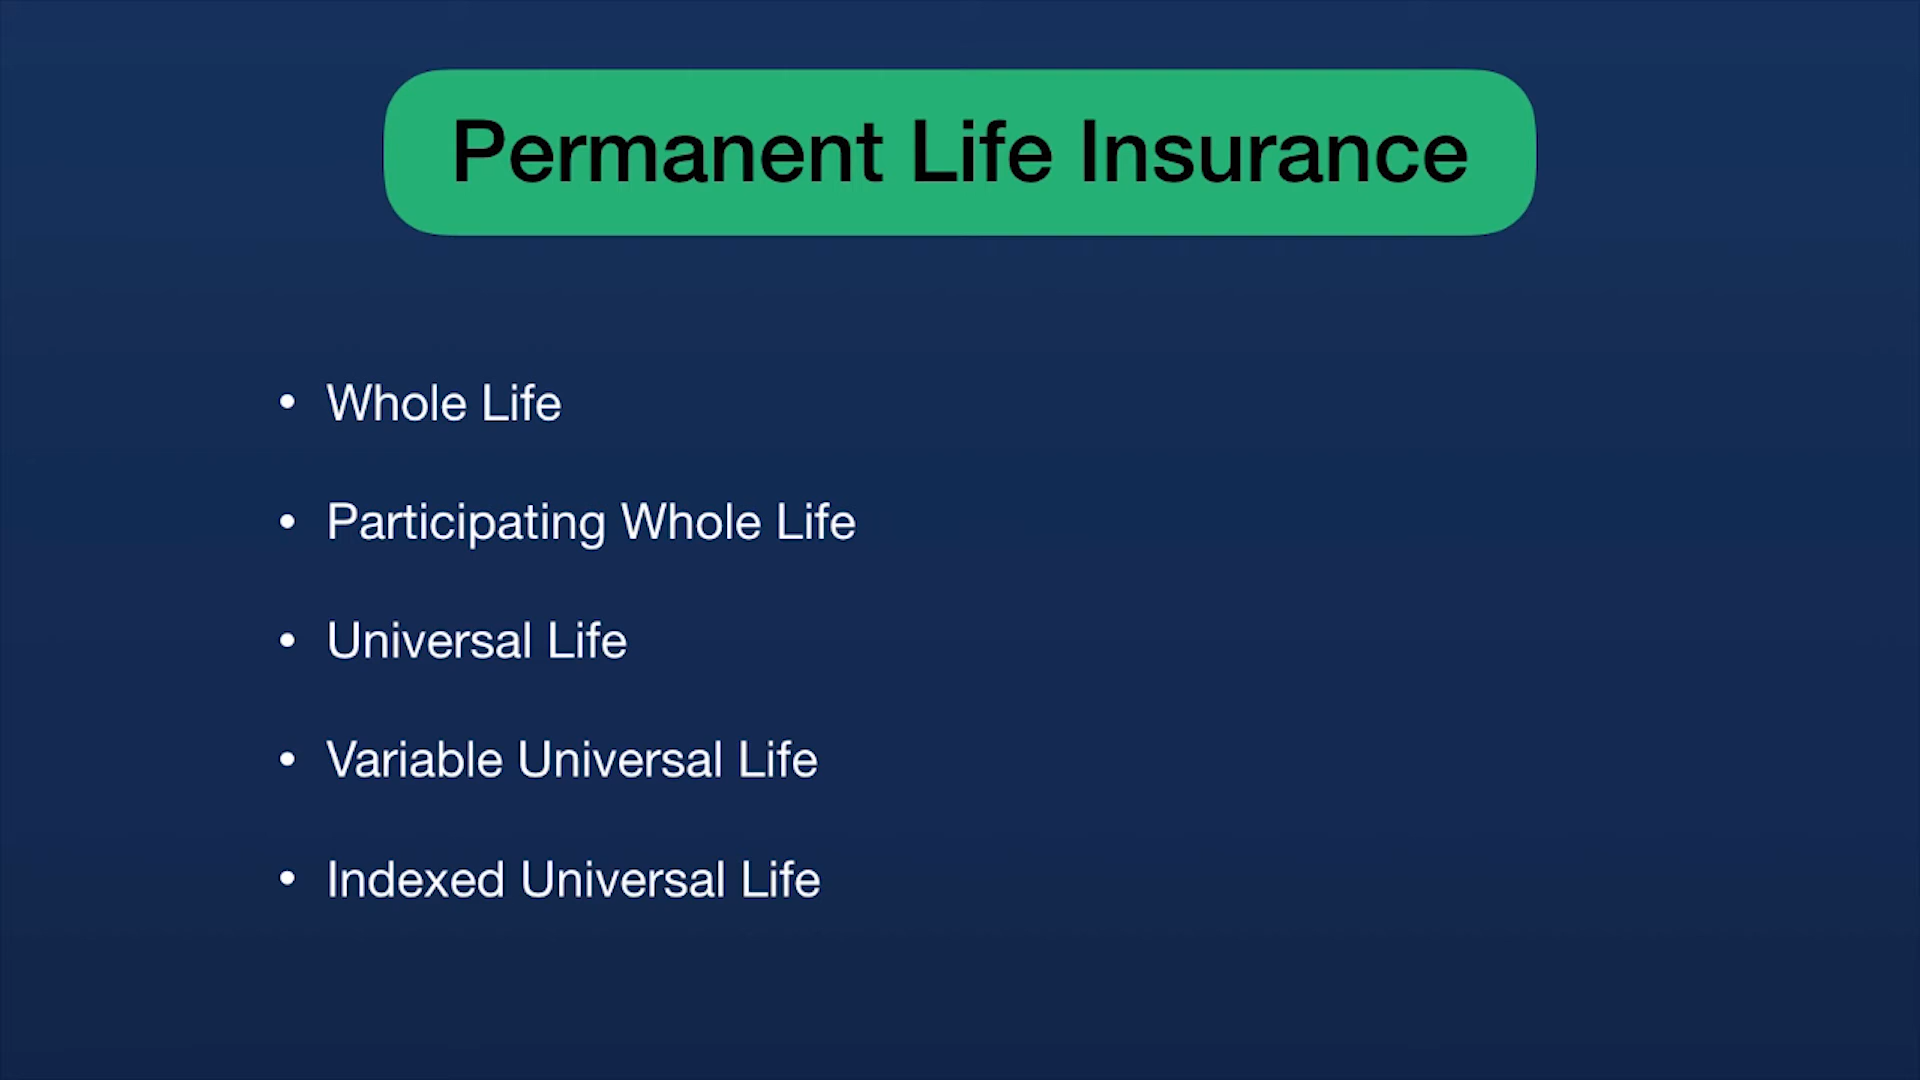 Permanent Life Insurance
• Whole Life
• Participating Whole Life
• Universal Life
• Variable Universal Life
• Indexed Universal Life